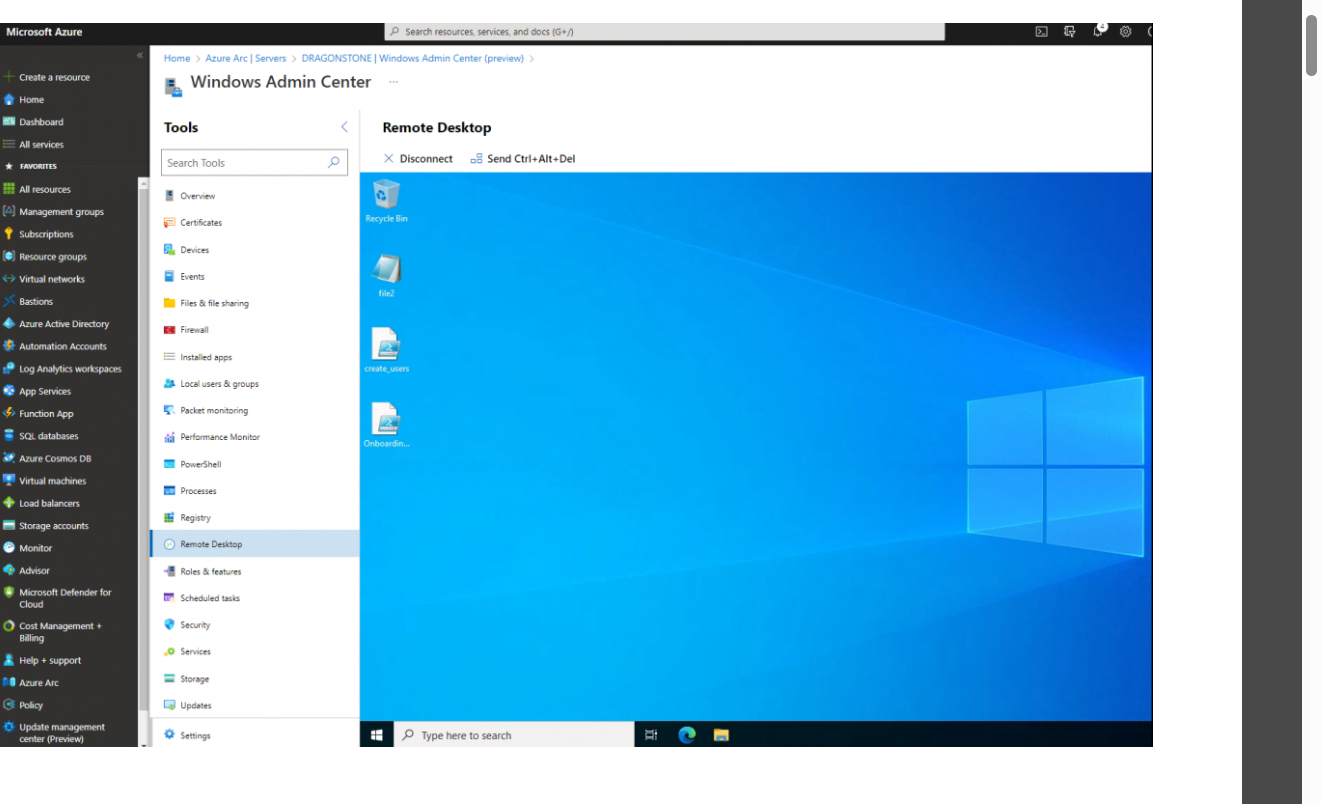 Microsoft Azure
Search resources, services, and docs (G+/)
4
«
Create a resource
Home
Dashboard
All services
FAVORITES
All resources
Management groups
Subscriptions
Resource groups
Virtual networks
Bastions
Azure Active Directory
Automation Accounts
Log Analytics workspaces
App Services
Function App
SQL databases
Azure Cosmos DB
Virtual machines
Load balancers
Storage accounts
Monitor
Advisor
Microsoft Defender for
Cloud
Cost Management +
Billing
Help + support
Azure Arc
Policy
Update management
center (Preview)
Home > Azure Arc | Servers > DRAGONSTONE | Windows Admin Center (preview) >
Windows Admin Center ...
Tools
Search Tools
Overview
Certificates
Devices
Events
Files & file sharing
Firewall
Installed apps
Local users & groups
Packet monitoring
Performance Monitor
PowerShell
Processes
Registry
Remote Desktop
Roles & features
Scheduled tasks
Security
Services
Storage
Updates
Settings
Remote Desktop
Disconnect
Send Ctrl+Alt+Del
Recycle Bin
file2
create_users
Onboardin...
Type here to search